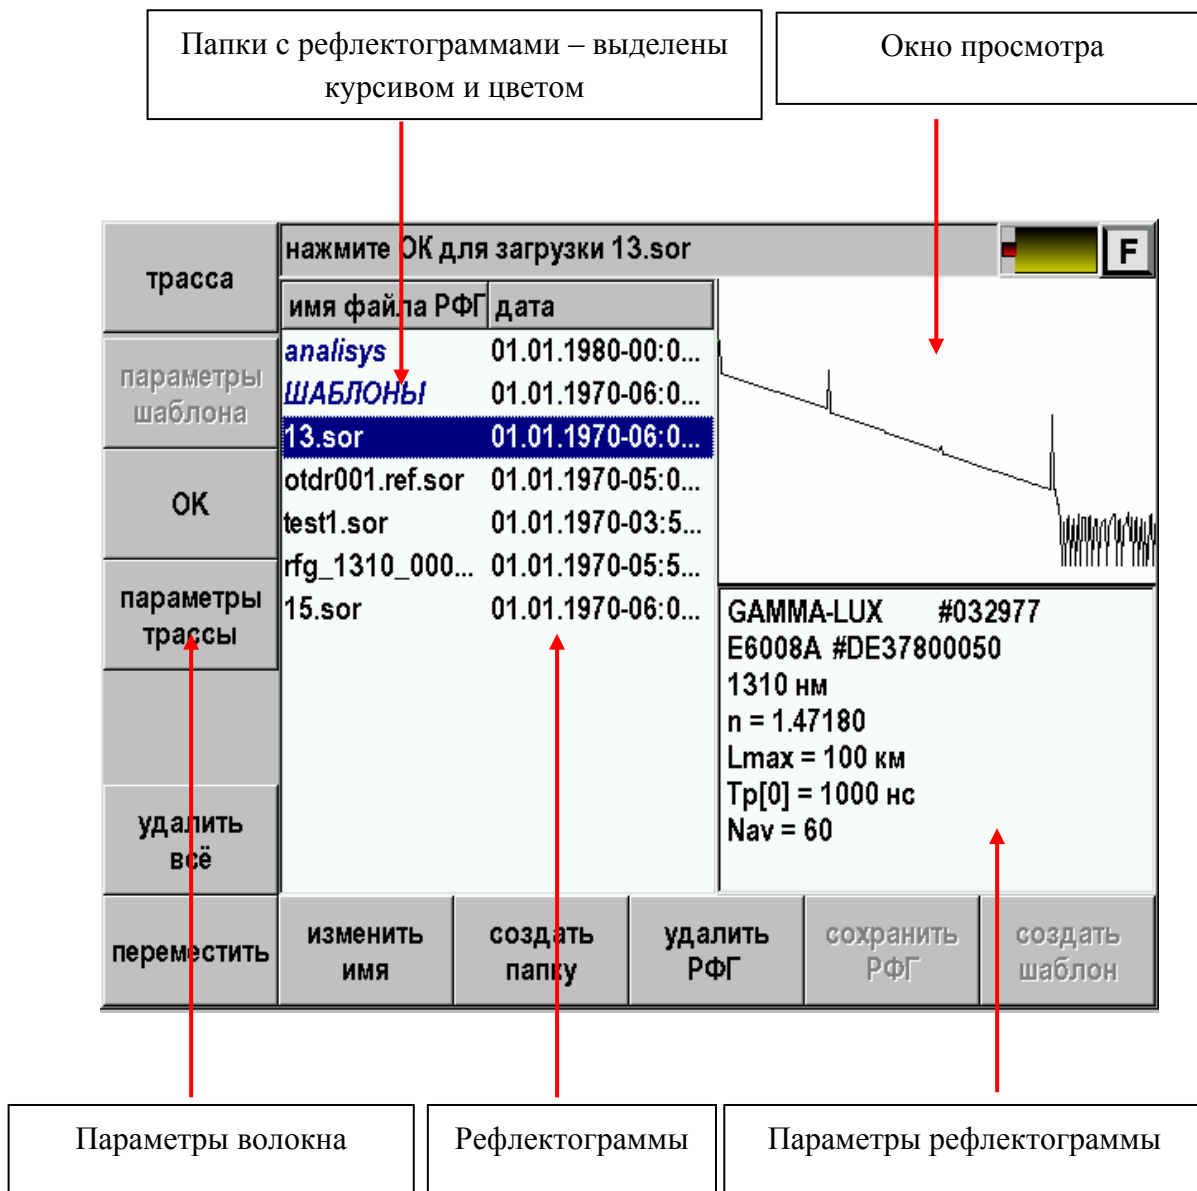 Папки с рефлектограммами – выделены
курсивом и цветом
Окно просмотра
трасса
нажмите ОК для загрузки 13.sor
F
имя файла РФГ
дата
параметры
шаблона
OK
параметры
трассы
удалить
всё
переместить
analisys 01.01.1980-00:0...
ШАБЛОНЫ 01.01.1970-06:0...
13.sor 01.01.1970-06:0...
otdr001.ref.sor 01.01.1970-05:0...
test1.sor 01.01.1970-03:5...
rfg_1310_000... 01.01.1970-05:5...
15.sor 01.01.1970-06:0...
GAMMA-LUX #032977
E6008A #DE37800050
1310 нм
n = 1.47180
Lmax = 100 км
Tp[0] = 1000 нс
Nav = 60
изменить
имя
создать
папку
удалить
РФГ
сохранить
РФГ
создать
шаблон
Параметры волокна
Рефлектограммы
Параметры рефлектограммы